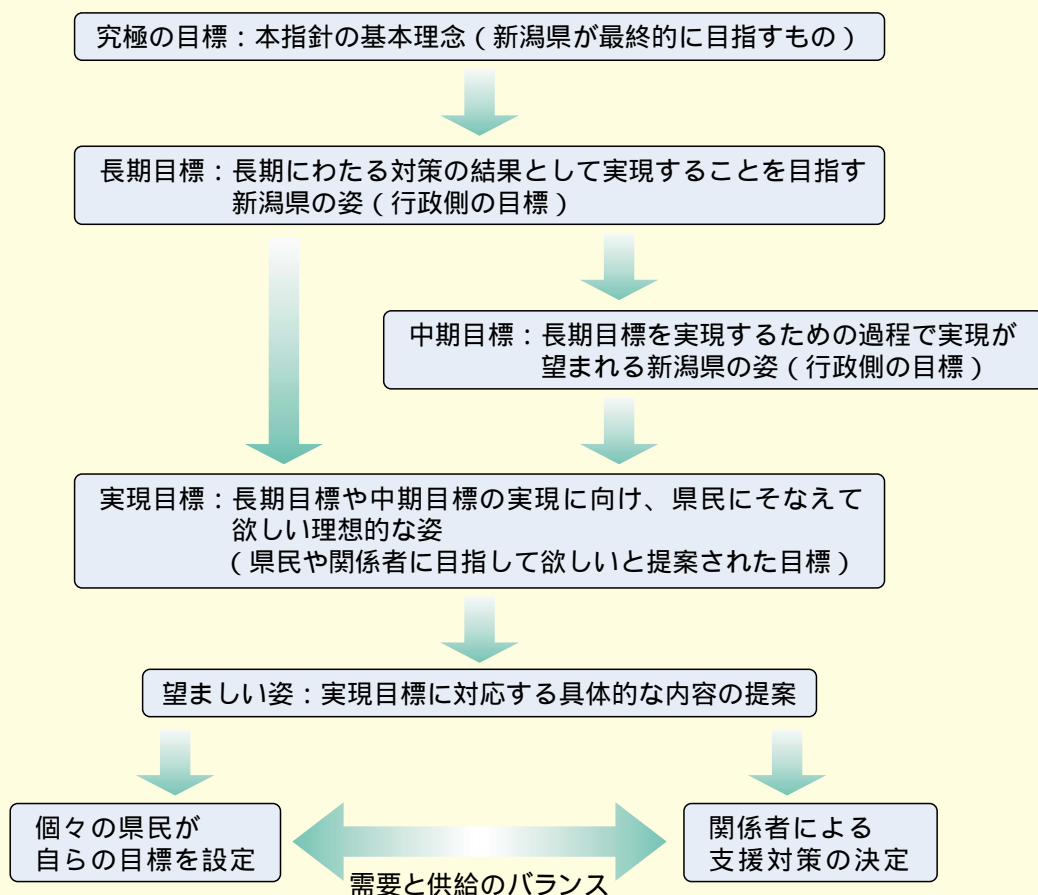 究極の目標：本指針の基本理念（新潟県が最終的に目指すもの）
長期目標：長期にわたる対策の結果として実現することを目指す
新潟県の姿（行政側の目標）
中期目標：長期目標を実現するための過程で実現が
望まれる新潟県の姿（行政側の目標）
実現目標：長期目標や中期目標の実現に向け、県民にそなえて
欲しい理想的な姿
（県民や関係者に目指して欲しいと提案された目標）
望ましい姿：実現目標に対応する具体的な内容の提案
個々の県民が
自らの目標を設定
関係者による
支援対策の決定
需要と供給のバランス